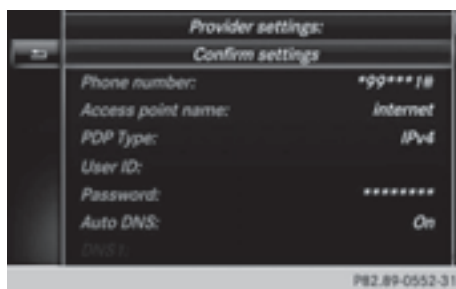 Provider settings:
Confirm settings
Phone number: *99***1#
Access point name: internet
PDP Type: IPv4
User ID:
Password: ********
Auto DNS: On
DNS1:
P82.89-0552-31